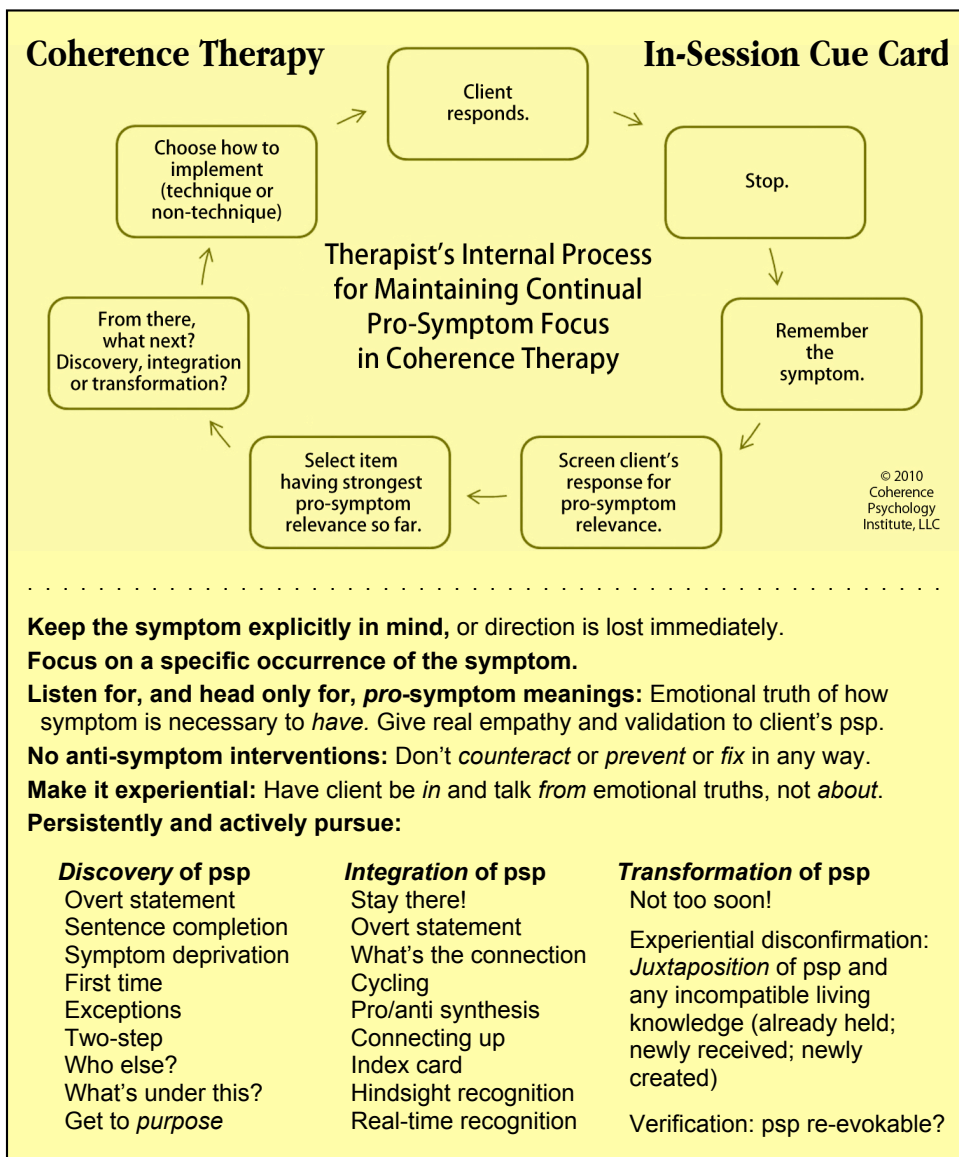 Coherence Therapy
In-Session Cue Card
Client
responds.
Stop.
Remember
the
symptom.
Screen client's
response for
pro-symptom
relevance.
Select item
having strongest
pro-symptom
relevance so far.
From there,
what next?
Discovery, integration
or transformation?
Choose how to
implement
(technique or
non-technique)
Therapist's Internal Process
for Maintaining Continual
Pro-Symptom Focus
in Coherence Therapy
© 2010
Coherence
Psychology
Institute, LLC
. . . . . . . . . . . . . . . . . . . . . . . . . . . . . . . . . . . . . . . . . . . . . . . . . . . .
Keep the symptom explicitly in mind, or direction is lost immediately.
Focus on a specific occurrence of the symptom.
Listen for, and head only for, pro-symptom meanings: Emotional truth of how
symptom is necessary to have. Give real empathy and validation to client's psp.
No anti-symptom interventions: Don't counteract or prevent or fix in any way.
Make it experiential: Have client be in and talk from emotional truths, not about.
Persistently and actively pursue:
Discovery of psp
Overt statement
Sentence completion
Symptom deprivation
First time
Exceptions
Two-step
Who else?
What's under this?
Get to purpose
Integration of psp
Stay there!
Overt statement
What's the connection
Cycling
Pro/anti synthesis
Connecting up
Index card
Hindsight recognition
Real-time recognition
Transformation of psp
Not too soon!
Experiential disconfirmation:
Juxtaposition of psp and
any incompatible living
knowledge (already held;
newly received; newly
created)
Verification: psp re-evokable?